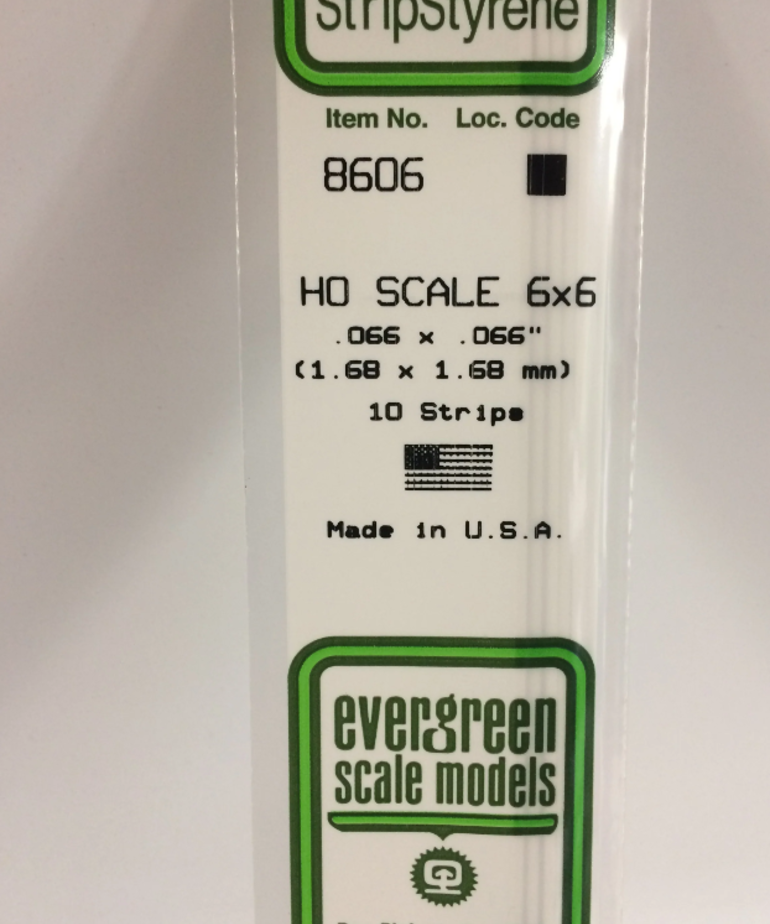 StripStyrene
Item No. Loc. Code
8606
HO SCALE 6x6
.066 x .066"
(1.68 x 1.68 mm)
10 Strips
Made in U.S.A.
evergreen
scale models